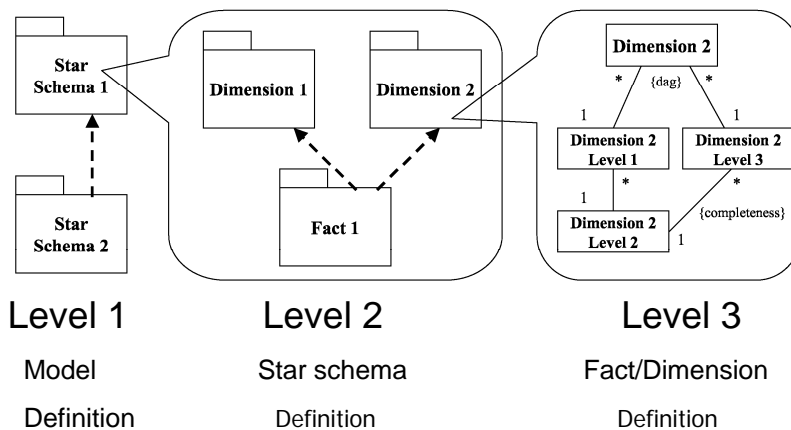 Star
Schema 1
Star
Schema 2
Dimension 1
Dimension 2
Fact 1
Dimension 2
* {dag} *
1 1
Dimension 2
Level 1
Dimension 2
Level 3
* *
1 {completeness}
Dimension 2
Level 2
1
Level 1 Level 2 Level 3
Model Star schema Fact/Dimension
Definition Definition Definition